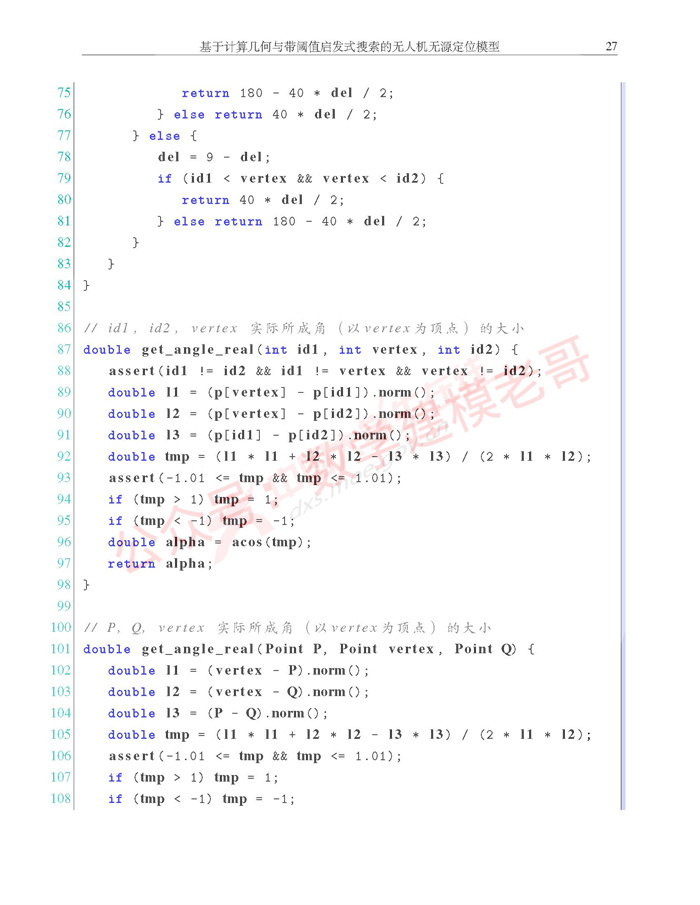 基于计算几何与带阈值启发式搜索的无人机无源定位模型 27
75 return 180 - 40 * del / 2;
76 } else return 40 * del / 2;
77 } else {
78 del = 9 - del;
79 if (id1 < vertex && vertex < id2) {
80 return 40 * del / 2;
81 } else return 180 - 40 * del / 2;
82 }
83 }
84 }
85
86 // id1, id2, vertex 实际所成角（以vertex为顶点）的大小
87 double get_angle_real(int id1, int vertex, int id2) {
88 assert(id1 != id2 && id1 != vertex && vertex != id2);
89 double l1 = (p[vertex] - p[id1]).norm();
90 double l2 = (p[vertex] - p[id2]).norm();
91 double l3 = (p[id1] - p[id2]).norm();
92 double tmp = (l1 * l1 + l2 * l2 - l3 * l3) / (2 * l1 * l2);
93 assert(-1.01 <= tmp && tmp <= 1.01);
94 if (tmp > 1) tmp = 1;
95 if (tmp < -1) tmp = -1;
96 double alpha = acos(tmp);
97 return alpha;
98 }
99
100 // P, Q, vertex 实际所成角（以vertex为顶点）的大小
101 double get_angle_real(Point P, Point vertex, Point Q) {
102 double l1 = (vertex - P).norm();
103 double l2 = (vertex - Q).norm();
104 double l3 = (P - Q).norm();
105 double tmp = (l1 * l1 + l2 * l2 - l3 * l3) / (2 * l1 * l2);
106 assert(-1.01 <= tmp && tmp <= 1.01);
107 if (tmp > 1) tmp = 1;
108 if (tmp < -1) tmp = -1;
公众号:数学建模老哥